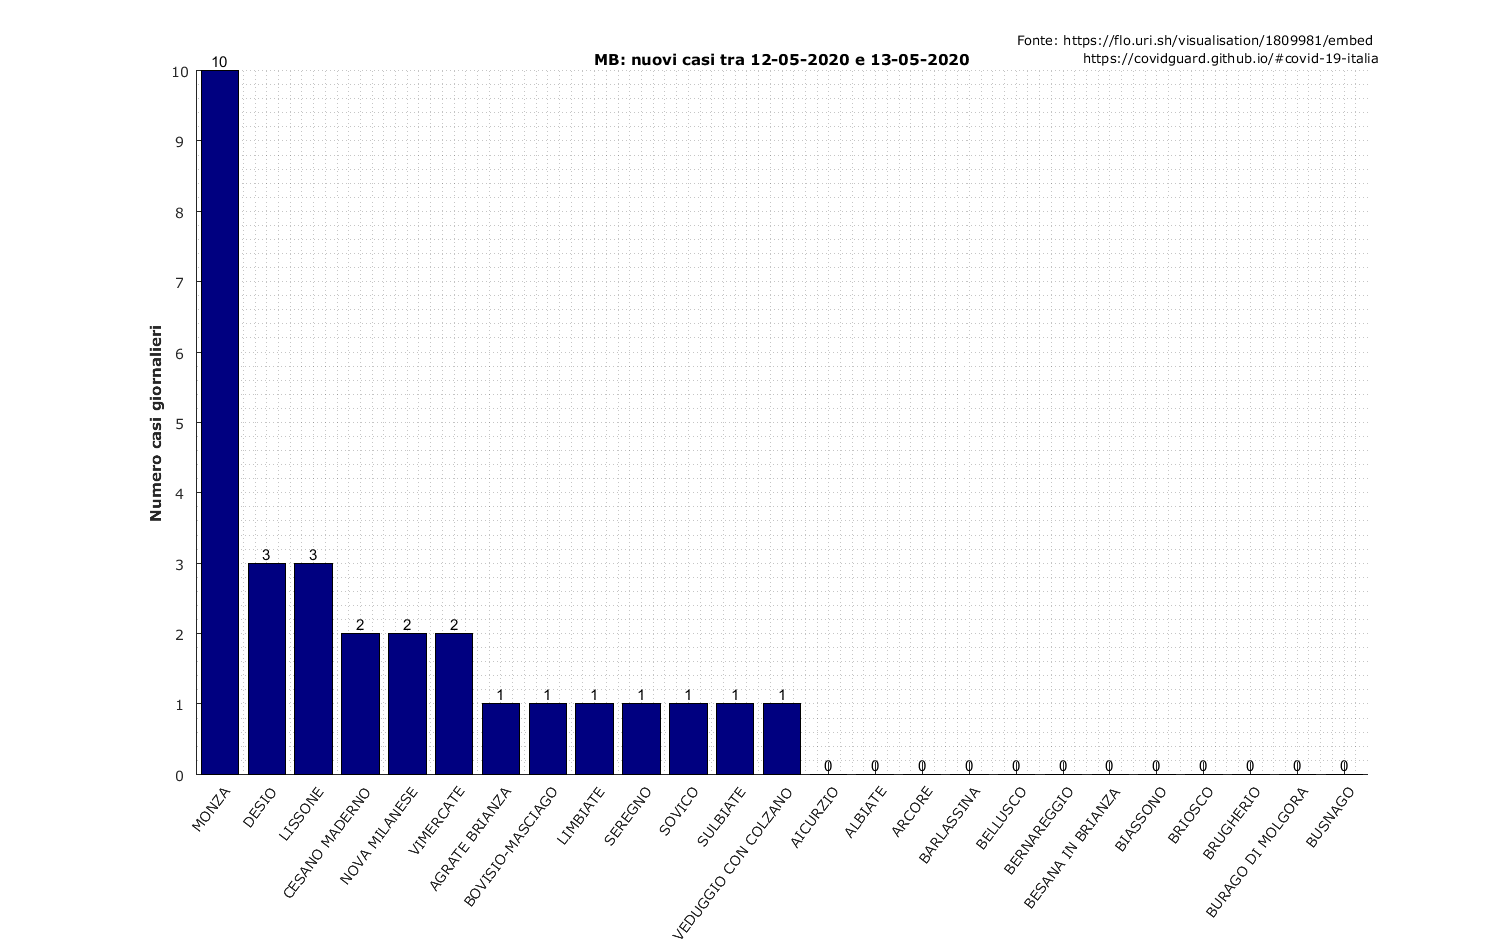 Fonte: https://flo.uri.sh/visualisation/1809981/embed
https://covidguard.github.io/#covid-19-italia
MB: nuovi casi tra 12-05-2020 e 13-05-2020
Numero casi giornalieri
10
9
8
7
6
5
4
3
2
1
0
10
3
3
2
2
2
1
1
1
1
1
1
1
0
0
0
0
0
0
0
0
0
0
0
0
MONZA
DESIO
LISSONE
CESANO MADERNO
NOVA MILANESE
VIMERCATE
AGRATE BRIANZA
BOVISIO-MASCIAGO
LIMBIATE
SEREGNO
SOVICO
SULBIATE
VEDUGGIO CON COLZANO
AICURZIO
ALBIATE
ARCORE
BARLASSINA
BELLUSCO
BERNAREGGIO
BESANA IN BRIANZA
BIASSONO
BRIOSCO
BRUGHERIO
BURAGO DI MOLGORA
BUSNAGO